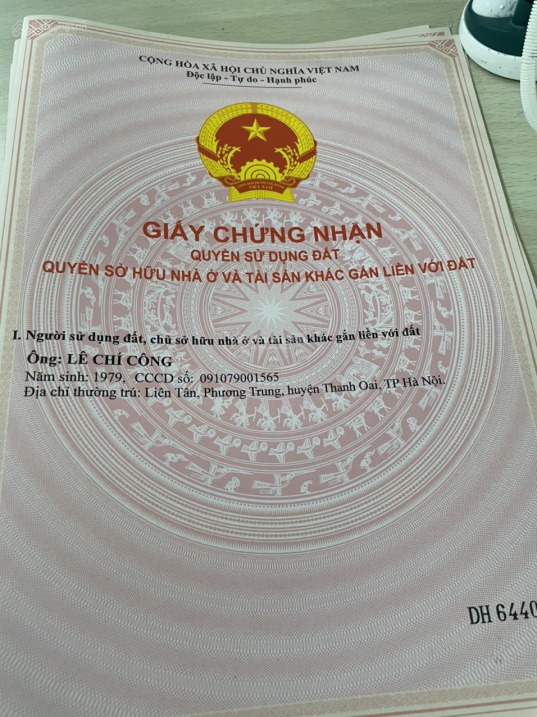 CỘNG HÒA XÃ HỘI CHỦ NGHĨA VIỆT NAM
Độc lập - Tự do - Hạnh phúc
VIỆT NAM
GIẤY CHỨNG NHẬN
QUYỀN SỬ DỤNG ĐẤT
QUYỀN SỞ HỮU NHÀ Ở VÀ TÀI SẢN KHÁC GẮN LIỀN VỚI ĐẤT
I. Người sử dụng đất, chủ sở hữu nhà ở và tài sản khác gắn liền với đất
Ông: LÊ CHÍ CÔNG
Năm sinh: 1979, CCCD số: 091079001565
Địa chỉ thường trú: Liên Tân, Phương Trung, huyện Thanh Oai, TP Hà Nội.
DH 6440